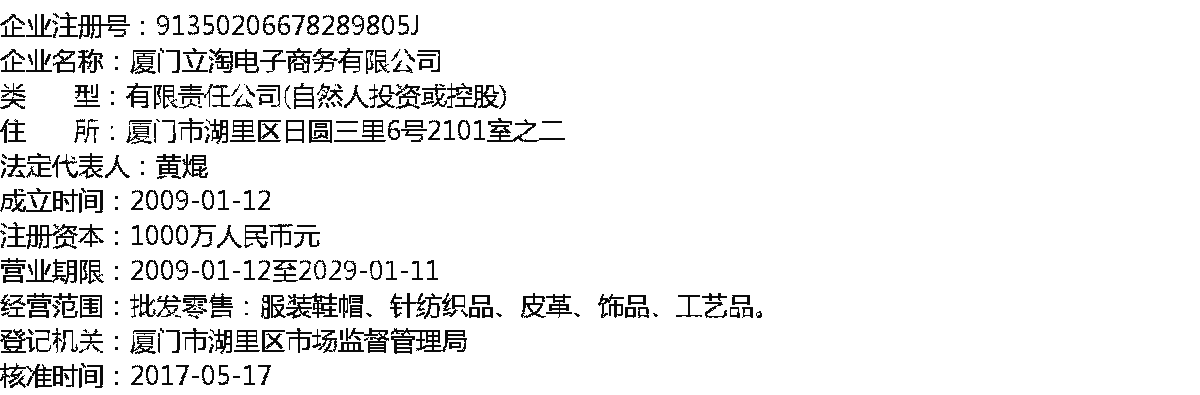 企业注册号：91350206678289805J
企业名称：厦门立淘电子商务有限公司
类　　型：有限责任公司(自然人投资或控股)
住　　所：厦门市湖里区日圆三里6号2101室之二
法定代表人：黄焜
成立时间：2009-01-12
注册资本：1000万人民币元
营业期限：2009-01-12至2029-01-11
经营范围：批发零售：服装鞋帽、针纺织品、皮革、饰品、工艺品。
登记机关：厦门市湖里区市场监督管理局
核准时间：2017-05-17